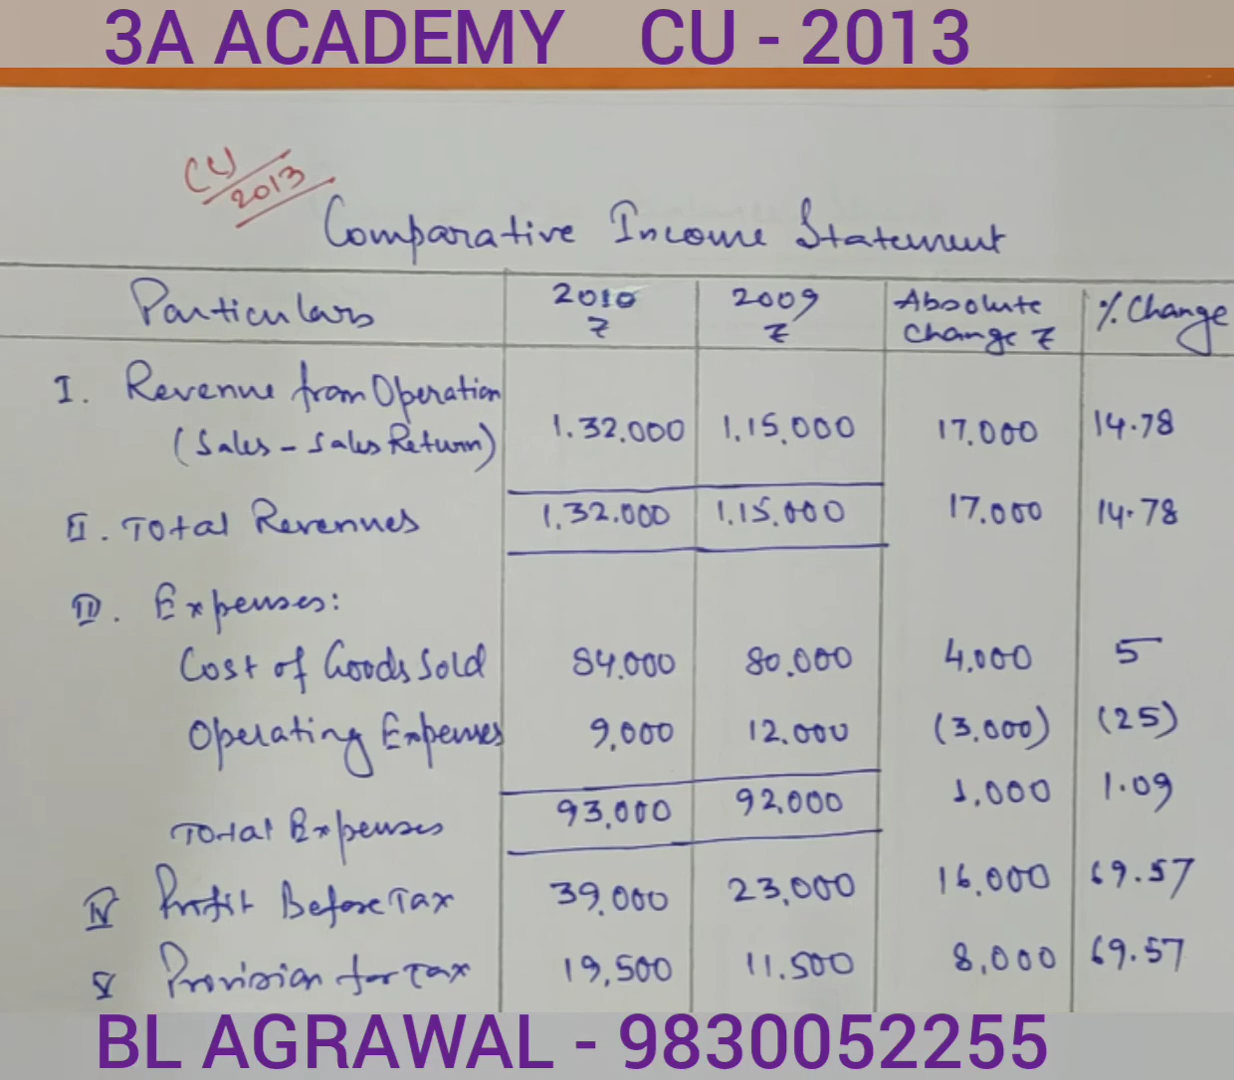 3A ACADEMY CU - 2013
CU
2013
Comparative Income Statement
Particulars 2010 ₹ 2009 ₹ Absolute Change ₹ % Change
I. Revenue from Operation
(Sales - Sales Return) 1,32,000 1,15,000 17,000 14.78
II. Total Revenues 1,32,000 1,15,000 17,000 14.78
III. Expenses:
Cost of Goods Sold 84,000 80,000 4,000 5
Operating Expenses 9,000 12,000 (3,000) (25)
Total Expenses 93,000 92,000 1,000 1.09
IV Profit Before Tax 39,000 23,000 16,000 69.57
V Provision for Tax 19,500 11,500 8,000 69.57
BL AGRAWAL - 9830052255